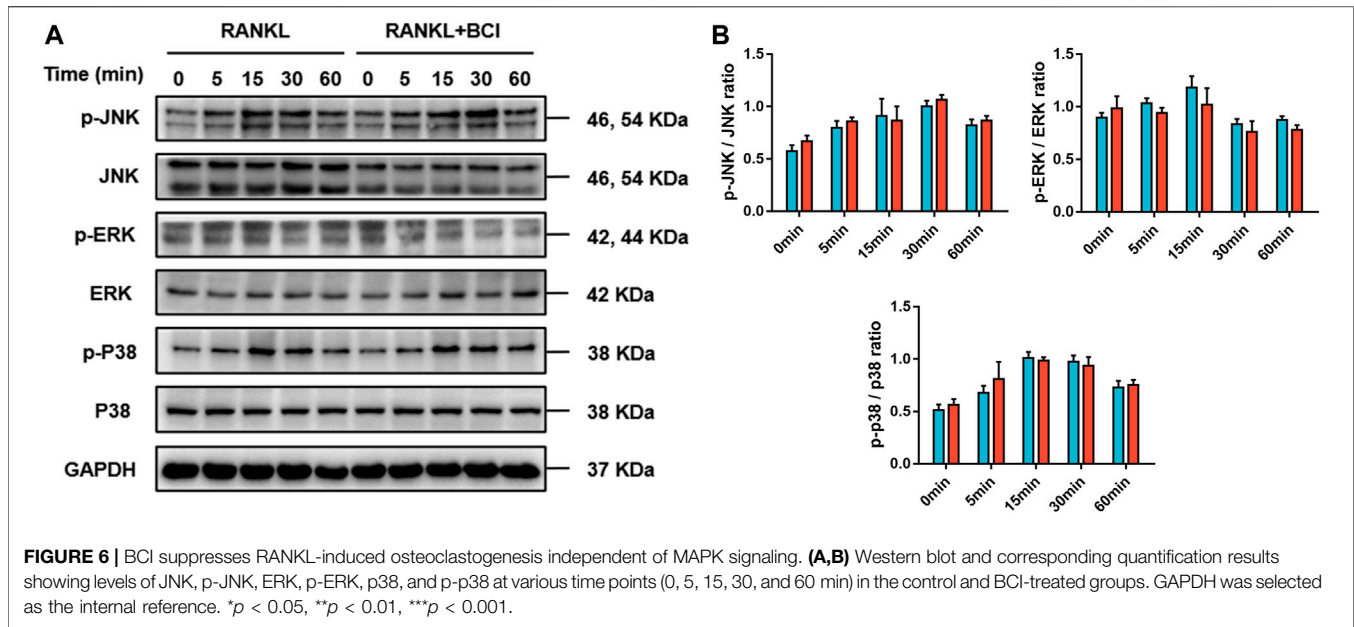 A
RANKL RANKL+BCI
Time (min) 0 5 15 30 60 0 5 15 30 60
p-JNK 46, 54 KDa
JNK 46, 54 KDa
p-ERK 42, 44 KDa
ERK 42 KDa
p-P38 38 KDa
P38 38 KDa
GAPDH 37 KDa
B
p-JNK / JNK ratio
1.5
1.0
0.5
0.0
0min 5min 15min 30min 60min
p-ERK / ERK ratio
1.5
1.0
0.5
0.0
0min 5min 15min 30min 60min
p-p38 / p38 ratio
1.5
1.0
0.5
0.0
0min 5min 15min 30min 60min
FIGURE 6 | BCI suppresses RANKL-induced osteoclastogenesis independent of MAPK signaling. (A,B) Western blot and corresponding quantification results
showing levels of JNK, p-JNK, ERK, p-ERK, p38, and p-p38 at various time points (0, 5, 15, 30, and 60 min) in the control and BCI-treated groups. GAPDH was selected
as the internal reference. *p < 0.05, **p < 0.01, ***p < 0.001.